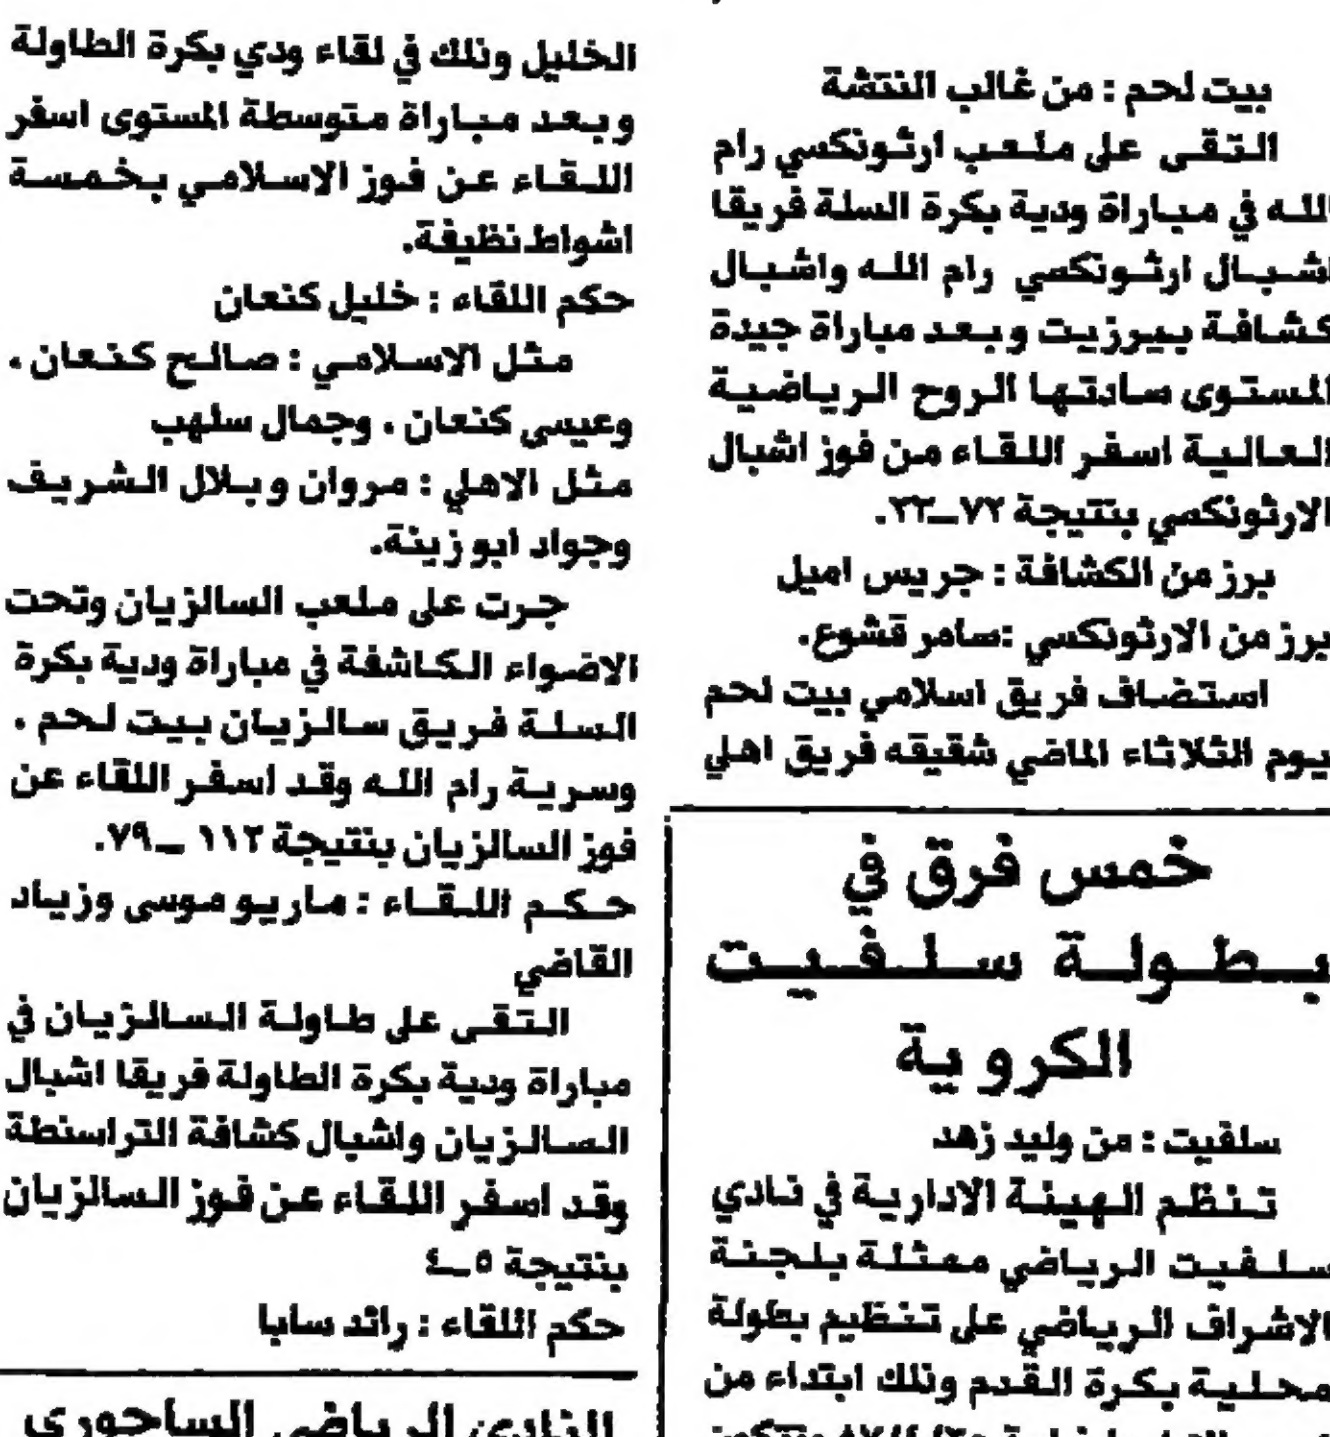 بيت لحم : من غالب النتشة
التقى على ملعب ارثوذكسي رام
الله في مباراة ودية بكرة السلة فريقا
اشبال ارثوذكسي رام الله واشبال
كشافة بيرزيت وبعد مباراة جيدة
المستوى سادتها الروح الرياضية
العالية اسفر اللقاء من فوز اشبال
الارثوذكسي بنتيجة ٧٢_٢٣.
برز من الكشافة : جريس اميل
برز من الارثوذكسي :سامر قشوع.
استضاف فريق اسلامي بيت لحم
يوم الثلاثاء الماضي شقيقه فريق اهلي
الخليل وذلك في لقاء ودي بكرة الطاولة
وبعد مباراة متوسطة المستوى اسفر
اللقاء عن فوز الاسلامي بخمسة
اشواط نظيفة.
حكم اللقاء : خليل كنعان
مثل الاسلامي : صالح كنعان ،
وعيسى كنعان ، وجمال سلهب
مثل الاهلي : مروان وبلال الشريف
وجواد ابو زينة.
جرت على ملعب السالزيان وتحت
الاضواء الكاشفة في مباراة ودية بكرة
السلة فريق سالزيان بيت لحم ،
وسرية رام الله وقد اسفر اللقاء عن
فوز السالزيان بنتيجة ١١٢ _ ٧٩.
حكم اللقاء : ماريو موسى وزياد
القاضي
التقى على طاولة السالزيان في
مباراة ودية بكرة الطاولة فريقا اشبال
السالزيان واشبال كشافة التراسنطة
وقد اسفر اللقاء عن فوز السالزيان
بنتيجة ٥_٤
حكم اللقاء : رائد سابا
خمس فرق في
بطولة سلفيت
الكروية
سلفيت : من وليد زهد
تنظم الهيئة الادارية في نادي
سلفيت الرياضي ممثلة بلجنة
الاشراف الرياضي على تنظيم بطولة
محلية بكرة القدم وذلك ابتداء من
النادي الرياضي الساحوري